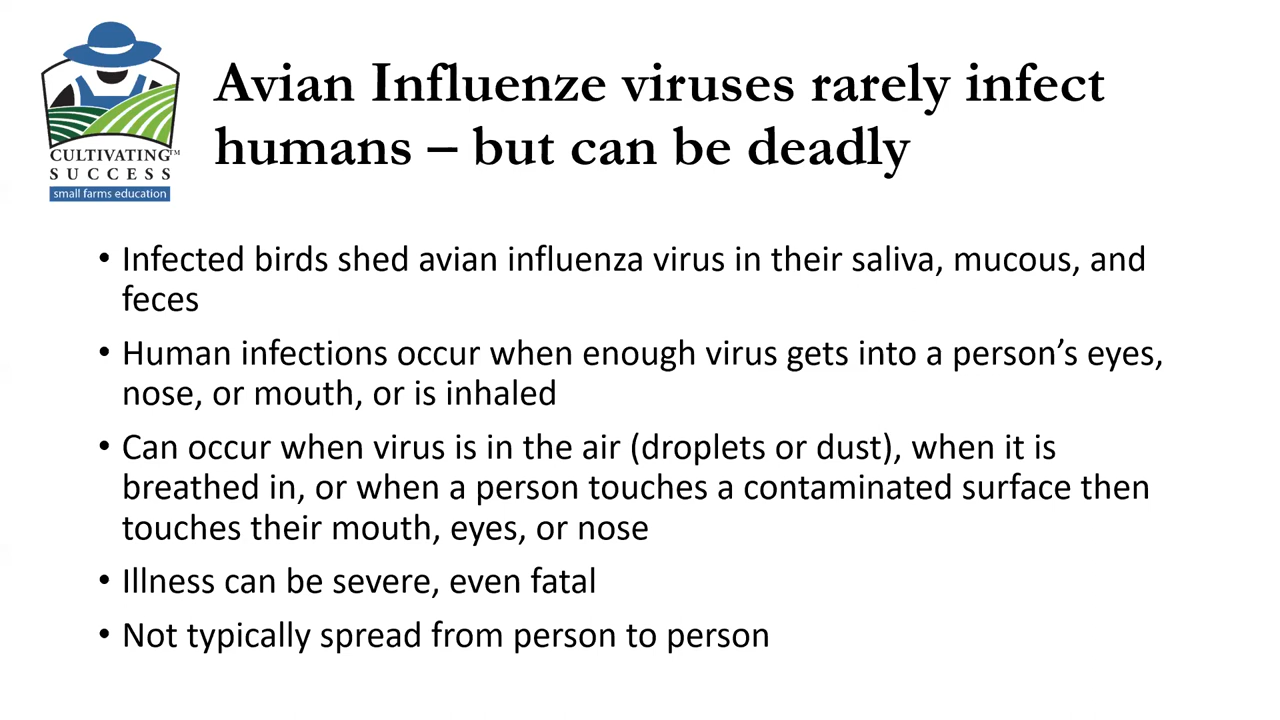 CULTIVATING™
SUCCESS
small farms education
Avian Influenze viruses rarely infect
humans – but can be deadly
• Infected birds shed avian influenza virus in their saliva, mucous, and
feces
• Human infections occur when enough virus gets into a person’s eyes,
nose, or mouth, or is inhaled
• Can occur when virus is in the air (droplets or dust), when it is
breathed in, or when a person touches a contaminated surface then
touches their mouth, eyes, or nose
• Illness can be severe, even fatal
• Not typically spread from person to person